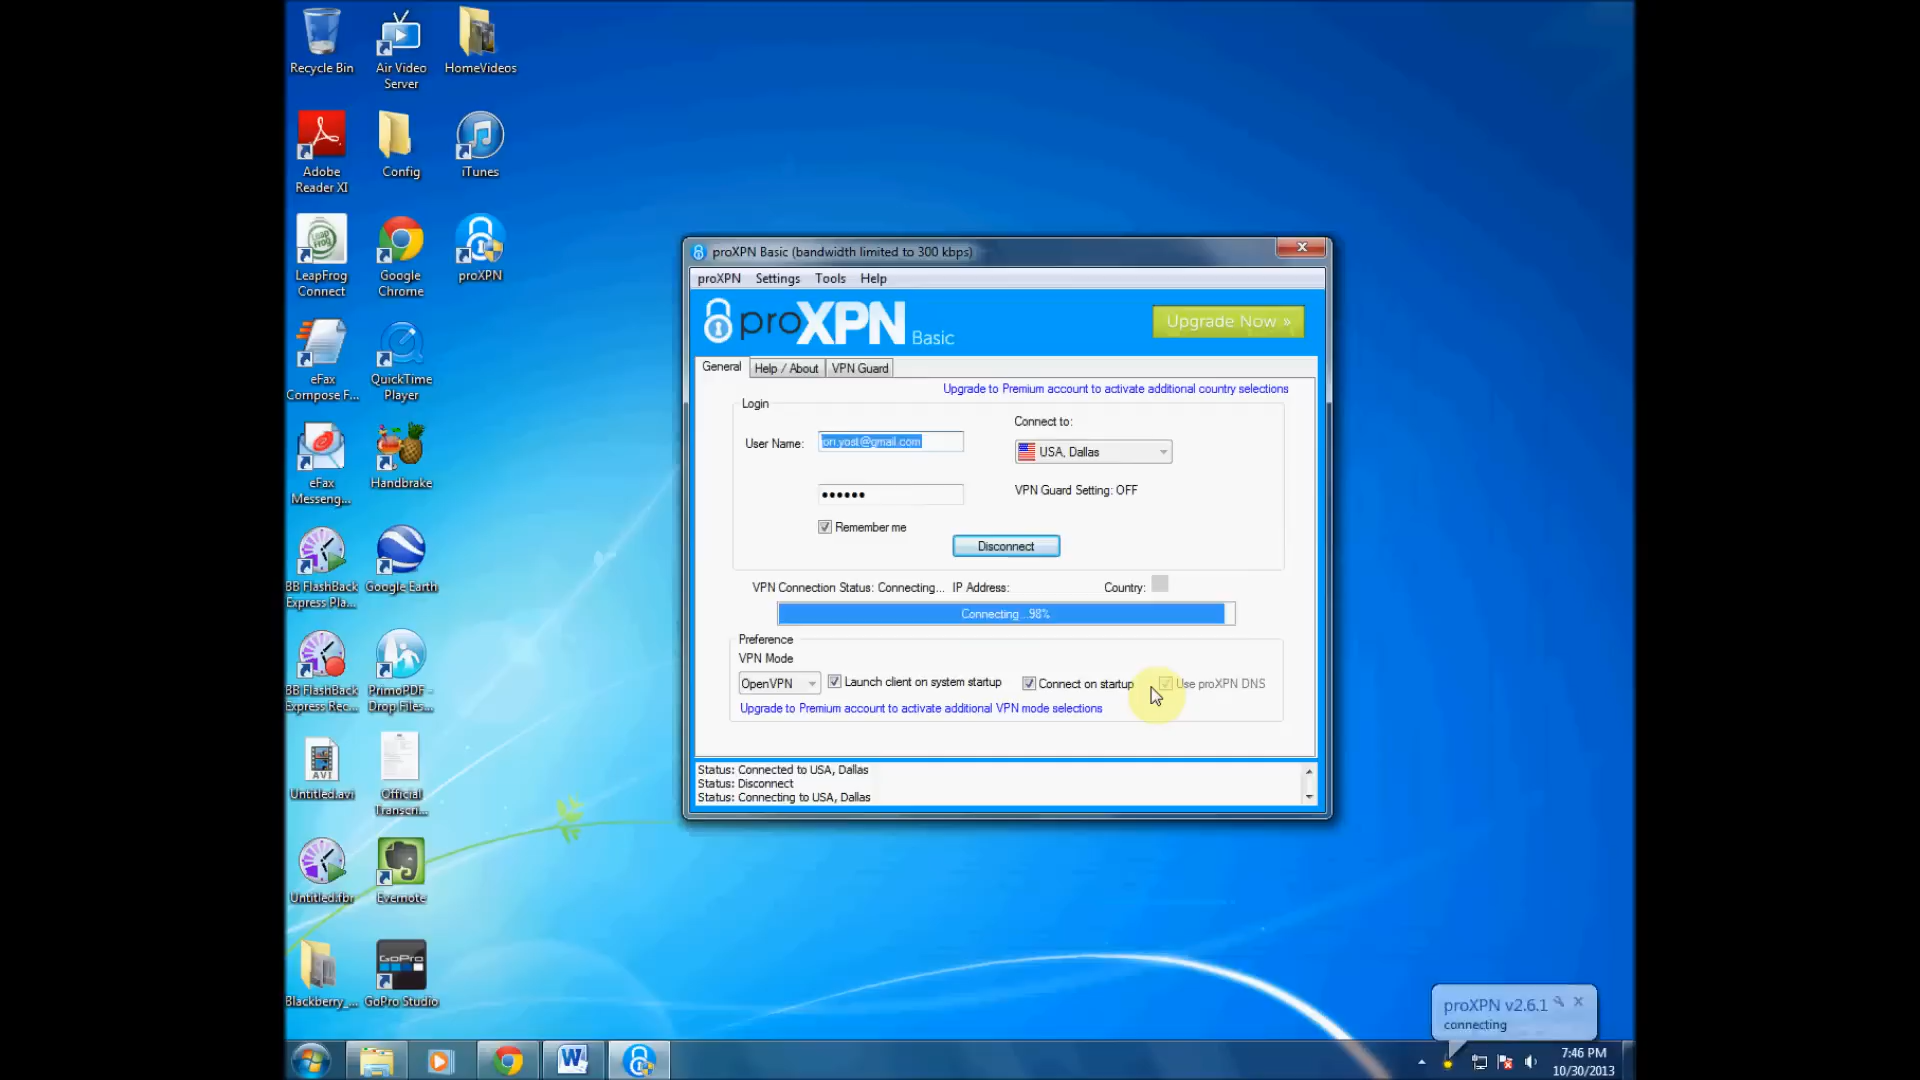 Recycle Bin
Air Video
Server
HomeVideos
Adobe
Reader XI
Config
iTunes
LeapFrog
Connect
Google
Chrome
proXPN
eFax
Compose F...
QuickTime
Player
eFax
Messeng...
Handbrake
BB FlashBack
Express Pla...
Google Earth
BB FlashBack
Express Rec...
PrimoPDF -
Drop Files...
AVI
Untitled.avi
Official
Transcri...
Untitled.fbr
Evernote
Blackberry_...
GoPro
GoPro Studio
proXPN Basic (bandwidth limited to 300 kbps)
proXPN Settings Tools Help
proXPN Basic
Upgrade Now »
General Help / About VPN Guard
Upgrade to Premium account to activate additional country selections
Login
Connect to:
User Name: jon.yost@gmail.com
USA, Dallas
VPN Guard Setting: OFF
Remember me
Disconnect
VPN Connection Status: Connecting... IP Address: Country:
Connecting...98%
Preference
VPN Mode
OpenVPN Launch client on system startup Connect on startup Use proXPN DNS
Upgrade to Premium account to activate additional VPN mode selections
Status: Connected to USA, Dallas
Status: Disconnect
Status: Connecting to USA, Dallas
proXPN v2.6.1
connecting
7:46 PM
10/30/2013